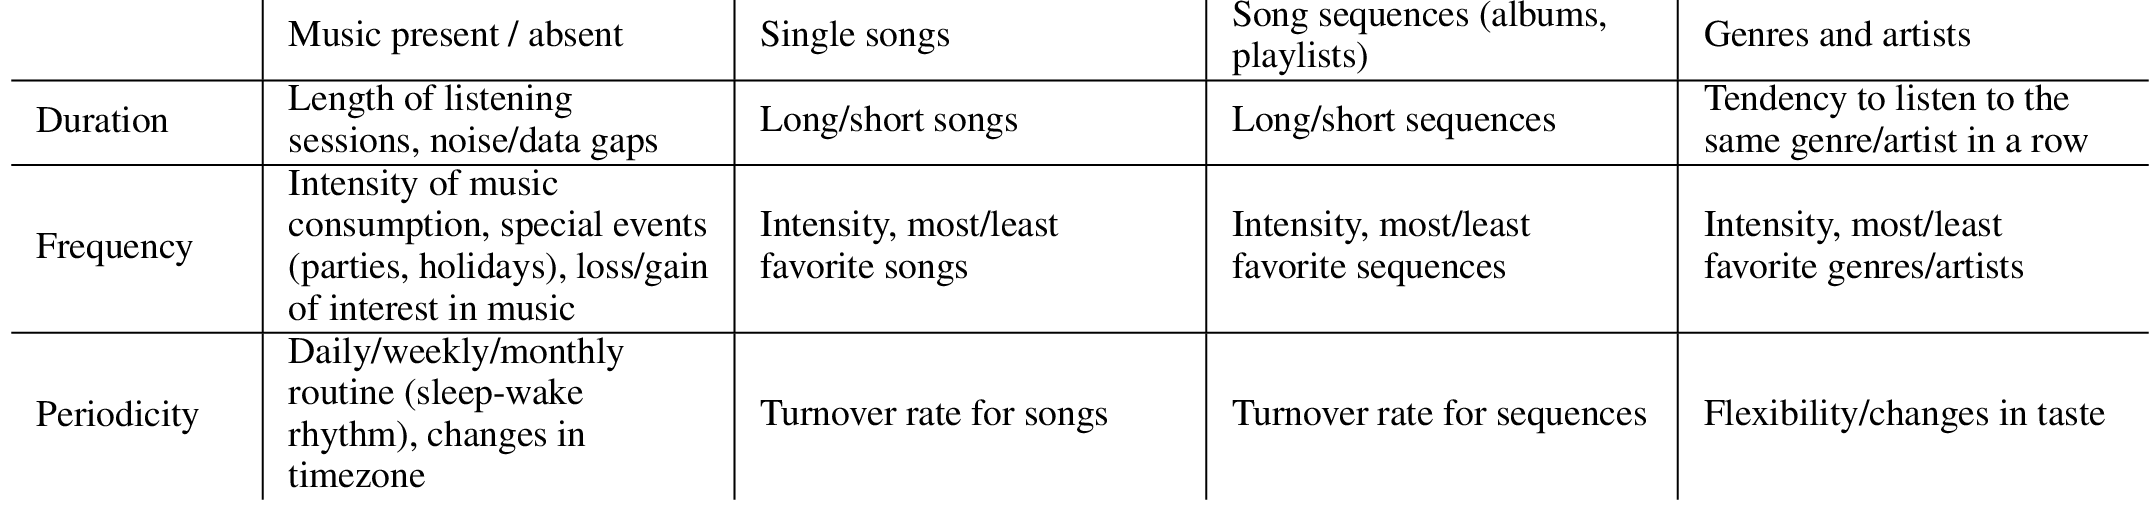 Music present / absent
Single songs
Song sequences (albums,
playlists)
Genres and artists
Duration
Length of listening
sessions, noise/data gaps
Long/short songs
Long/short sequences
Tendency to listen to the
same genre/artist in a row
Frequency
Intensity of music
consumption, special events
(parties, holidays), loss/gain
of interest in music
Intensity, most/least
favorite songs
Intensity, most/least
favorite sequences
Intensity, most/least
favorite genres/artists
Periodicity
Daily/weekly/monthly
routine (sleep-wake
rhythm), changes in
timezone
Turnover rate for songs
Turnover rate for sequences
Flexibility/changes in taste